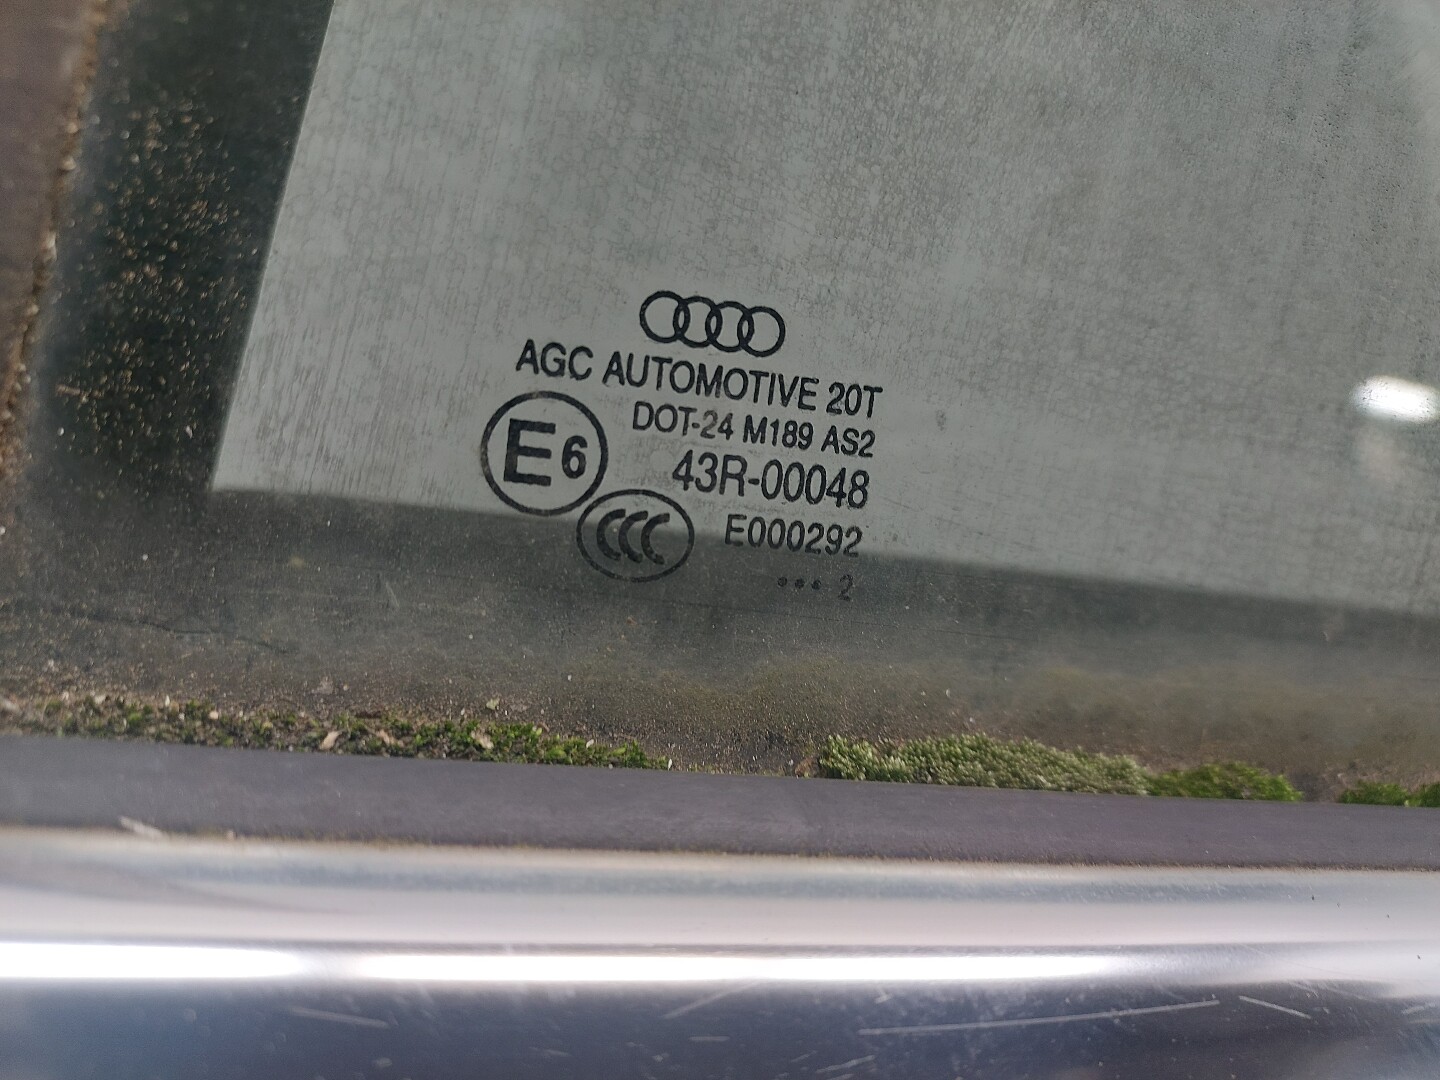 AGC AUTOMOTIVE 20T
DOT-24 M189 AS2
E6 43R-00048
CCC E000292
••• 2